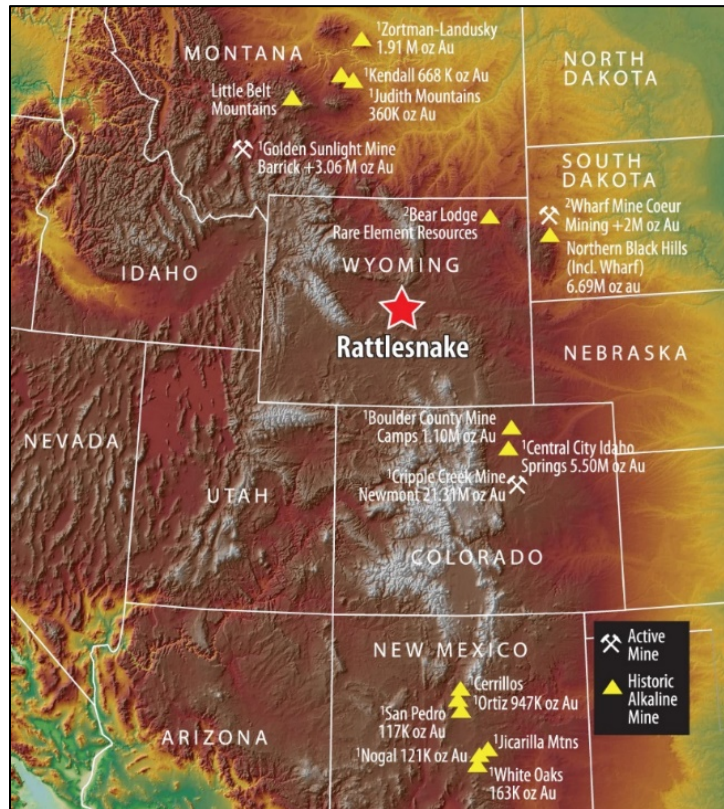 ¹Zortman-Landusky
1.91 M oz Au
MONTANA
NORTH
DAKOTA
¹Kendall 668 K oz Au
Little Belt
Mountains
¹Judith Mountains
360K oz Au
¹Golden Sunlight Mine
Barrick +3.06 M oz Au
SOUTH
DAKOTA
²Wharf Mine Coeur
Mining +2M oz Au
²Bear Lodge
Rare Element Resources
Northern Black Hills
(Incl. Wharf)
6.69M oz au
IDAHO
WYOMING
Rattlesnake
NEBRASKA
¹Boulder County Mine
Camps 1.10M oz Au
NEVADA
¹Central City Idaho
Springs 5.50M oz Au
¹Cripple Creek Mine
Newmont 21.31M oz Au
UTAH
COLORADO
NEW MEXICO
Active
Mine
Historic
Alkaline
Mine
¹Cerrillos
¹Ortiz 947K oz Au
¹San Pedro
117K oz Au
ARIZONA
¹Jicarilla Mtns
¹Nogal 121K oz Au
¹White Oaks
163K oz Au